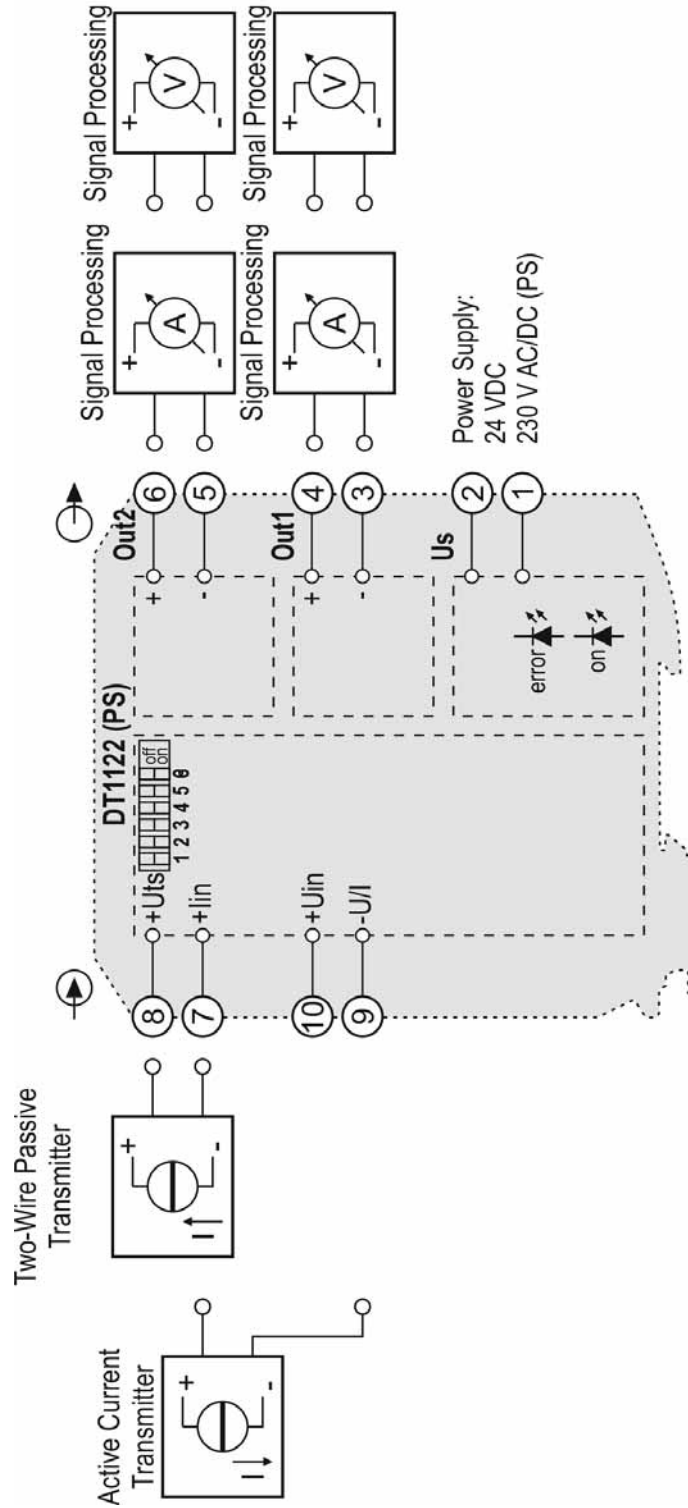 Active Current
Transmitter
+
-
I
Two-Wire Passive
Transmitter
+
-
I
8
7
10
9
+Uts
+Iin
+Uin
-U/I
DT1122 (PS)
off
on
1 2 3 4 5 6
Out2
+
-
6
5
Out1
+
-
4
3
Us
2
1
error
on
Power Supply:
24 VDC
230 V AC/DC (PS)
Signal Processing
+
A
-
Signal Processing
+
V
-
Signal Processing
+
A
-
Signal Processing
+
V
-